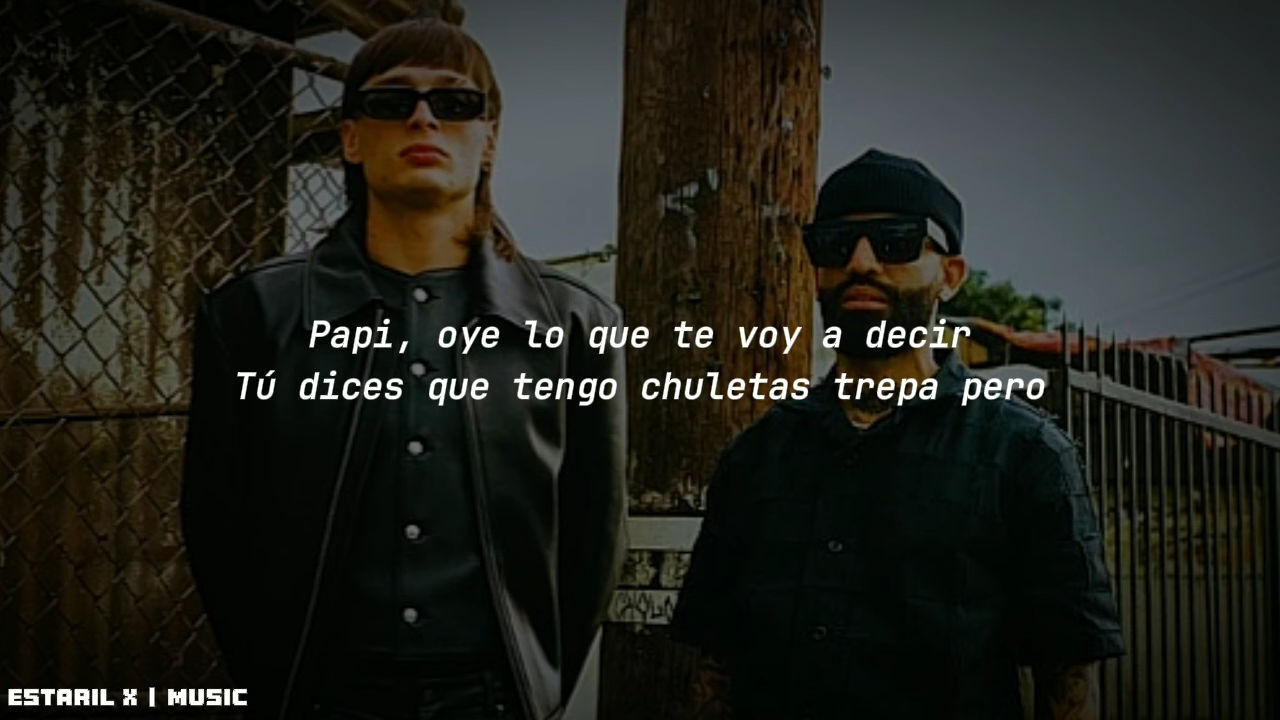 Papi, oye lo que te voy a decir
Tú dices que tengo chuletas trepa pero
ESTARIL X | MUSIC